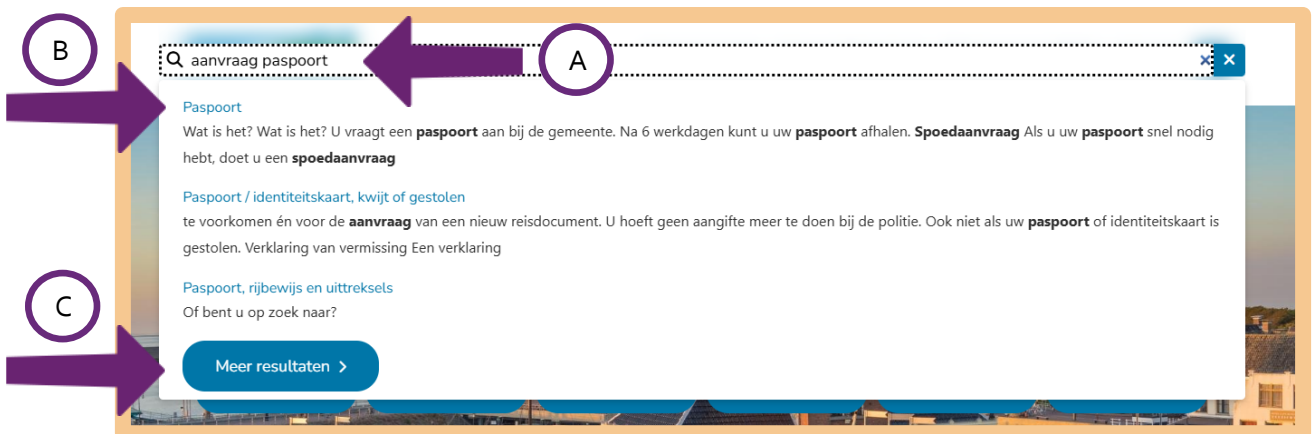 B
A
aanvraag paspoort
Paspoort
Wat is het? Wat is het? U vraagt een paspoort aan bij de gemeente. Na 6 werkdagen kunt u uw paspoort afhalen. Spoedaanvraag Als u uw paspoort snel nodig
hebt, doet u een spoedaanvraag
Paspoort / identiteitskaart, kwijt of gestolen
te voorkomen én voor de aanvraag van een nieuw reisdocument. U hoeft geen aangifte meer te doen bij de politie. Ook niet als uw paspoort of identiteitskaart is
gestolen. Verklaring van vermissing Een verklaring
C
Paspoort, rijbewijs en uittreksels
Of bent u op zoek naar?
Meer resultaten